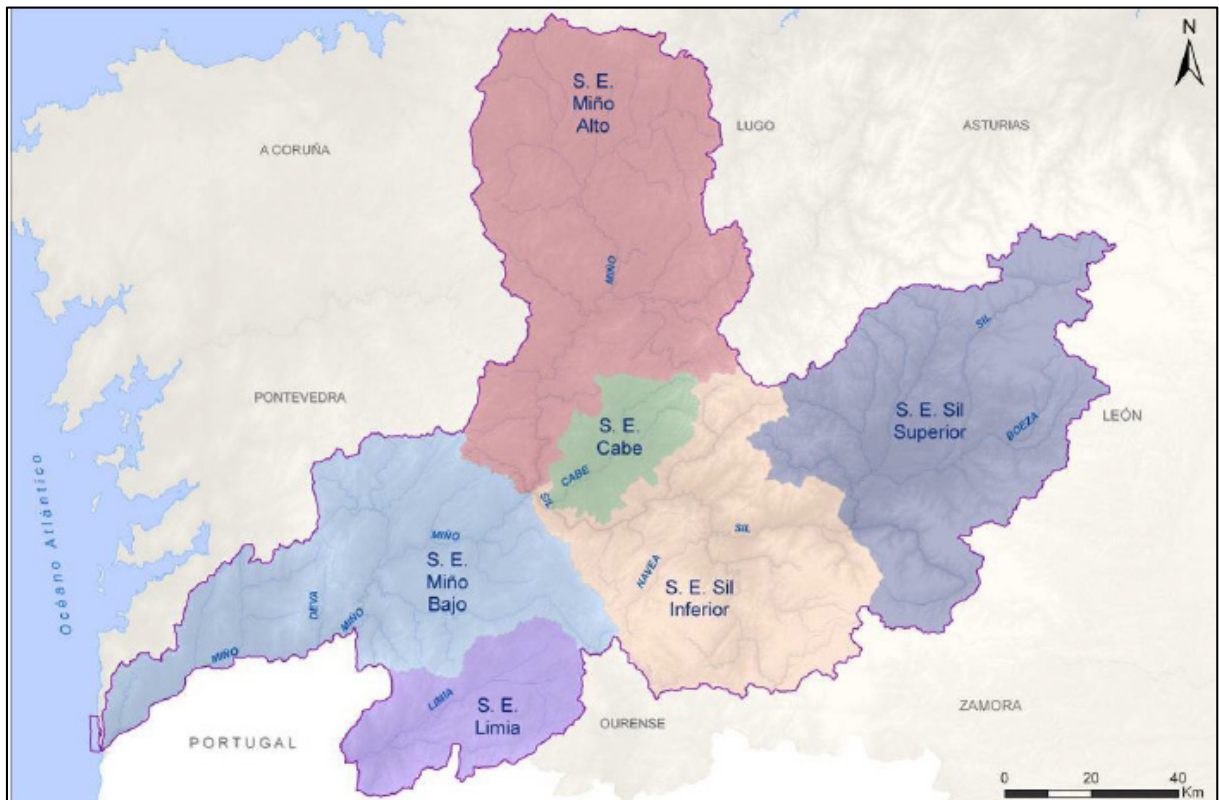 N
S. E.
Miño
Alto
LUGO
ASTURIAS
A CORUÑA
MIÑO
SIL
PONTEVEDRA
S. E.
Cabe
S. E. Sil
Superior
BOEZA
LEÓN
CABE
SIL
Océano Atlántico
MIÑO
SIL
S. E.
Miño
Bajo
NAVEA
S. E. Sil
Inferior
DEVA
MIÑO
MIÑO
LIMIA
S. E.
Limia
OURENSE
ZAMORA
PORTUGAL
0 20 40
Km